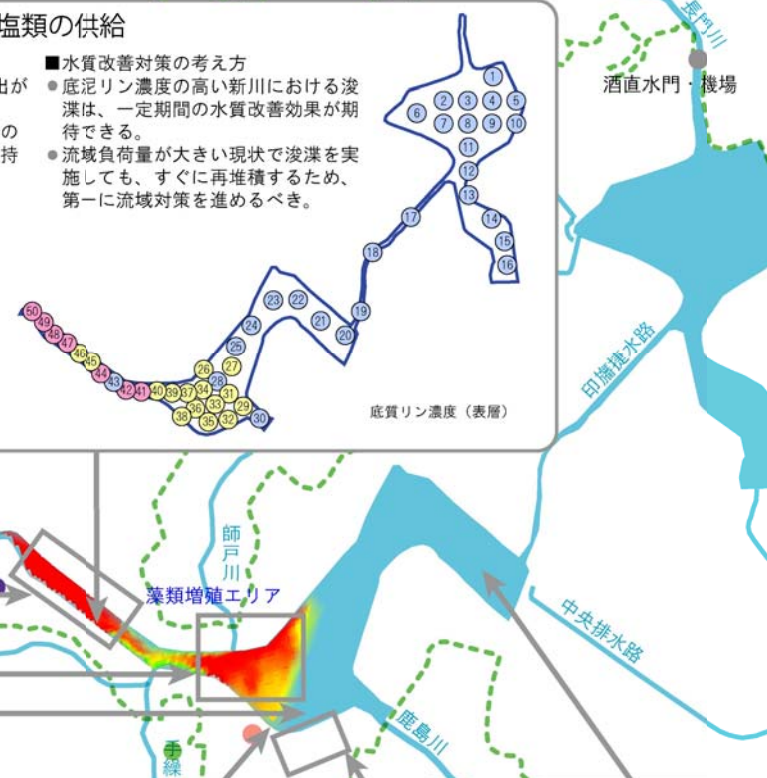 塩類の供給
■水質改善対策の考え方
出が
の
持
●底泥リン濃度の高い新川における浚
渫は、一定期間の水質改善効果が期
待できる。
●流域負荷量が大きい現状で浚渫を実
施しても、すぐに再堆積するため、
第一に流域対策を進めるべき。
1
2 3 4 5
6
7 8 9 10
11
12
13
14
15
16
17
18
19
20
21
22
23
24
25
26
27
28
29
30
31
32
33
34
35
36
37
38
39
40
41
42
43
44
45
46
47
48
49
50
底質リン濃度（表層）
長門川
酒直水門・機場
印旛捷水路
中央排水路
師戸川
藻類増殖エリア
鹿島川
手繰